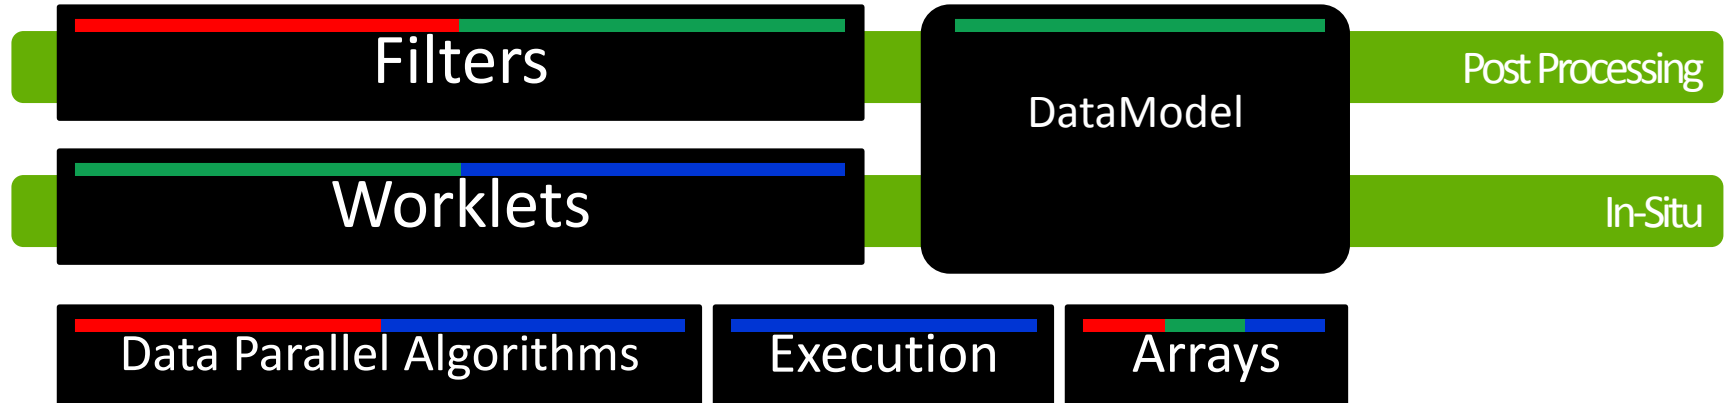 Filters
DataModel
Post Processing
Worklets
In-Situ
Data Parallel Algorithms
Execution
Arrays